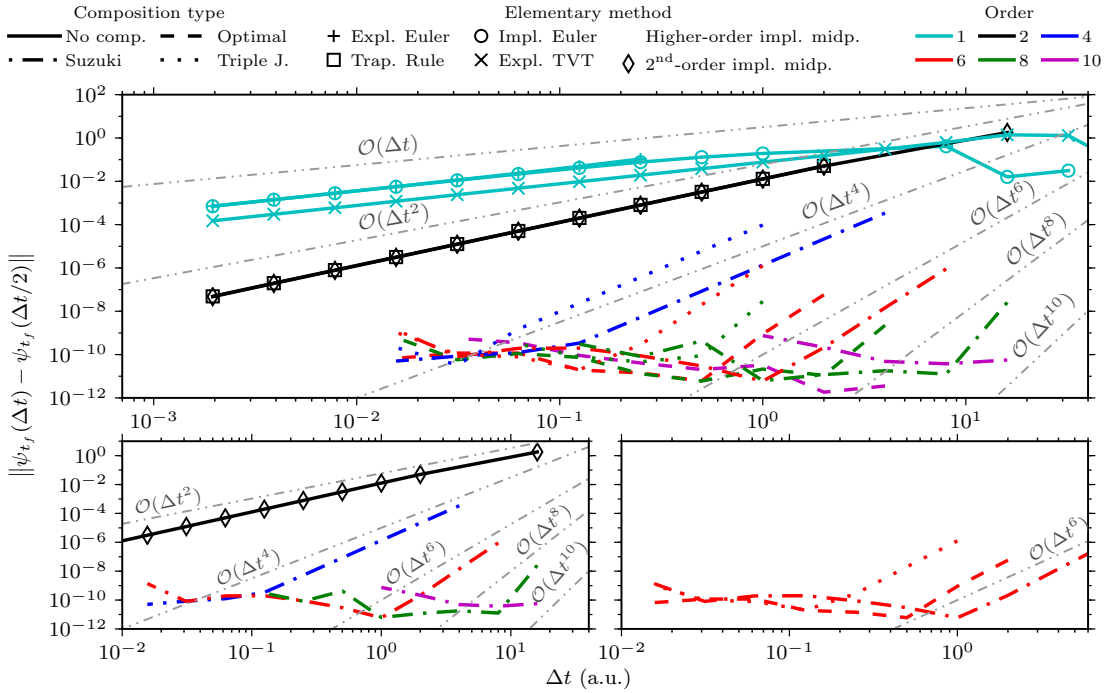 Composition type Elementary method Order
No comp. Optimal Expl. Euler Impl. Euler Higher-order impl. midp. 1 2 4
Suzuki Triple J. Trap. Rule Expl. TVT 2nd-order impl. midp. 6 8 10
10^2
10^0
10^−2
10^−4
10^−6
10^−8
10^−10
10^−12
O(Δt)
O(Δt^2)
O(Δt^4)
O(Δt^6)
O(Δt^8)
O(Δt^10)
10^−3 10^−2 10^−1 10^0 10^1
||ψ_{t_f}(Δt) − ψ_{t_f}(Δt/2)||
10^0
10^−2
10^−4
10^−6
10^−8
10^−10
10^−12
O(Δt^2)
O(Δt^4)
O(Δt^6)
O(Δt^8)
O(Δt^10)
10^−2 10^−1 10^0 10^1
O(Δt^6)
10^−2 10^−1 10^0
Δt (a.u.)